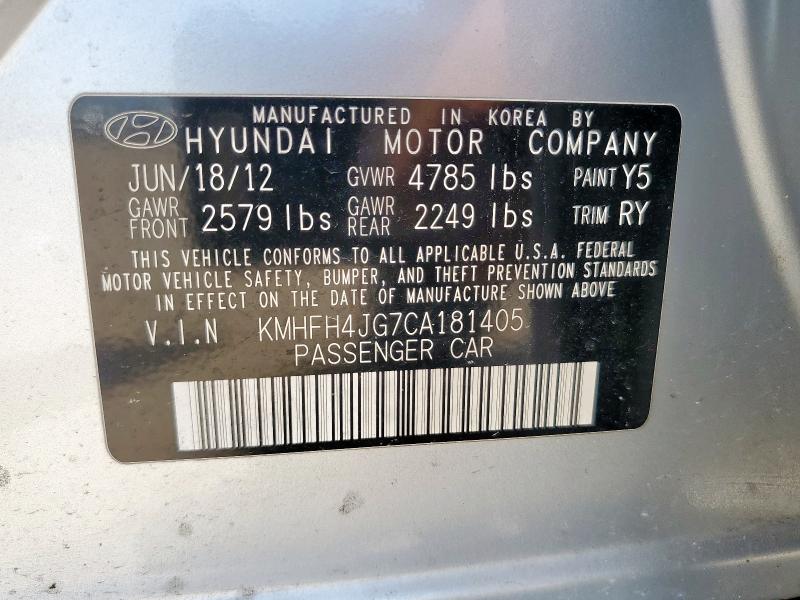 MANUFACTURED IN KOREA BY
HYUNDAI MOTOR COMPANY
JUN/18/12 GVWR 4785 lbs PAINT Y5
GAWR FRONT 2579 lbs GAWR REAR 2249 lbs TRIM RY
THIS VEHICLE CONFORMS TO ALL APPLICABLE U.S.A. FEDERAL
MOTOR VEHICLE SAFETY, BUMPER, AND THEFT PREVENTION STANDARDS
IN EFFECT ON THE DATE OF MANUFACTURE SHOWN ABOVE.
V.I.N KMHFH4JG7CA181405
PASSENGER CAR